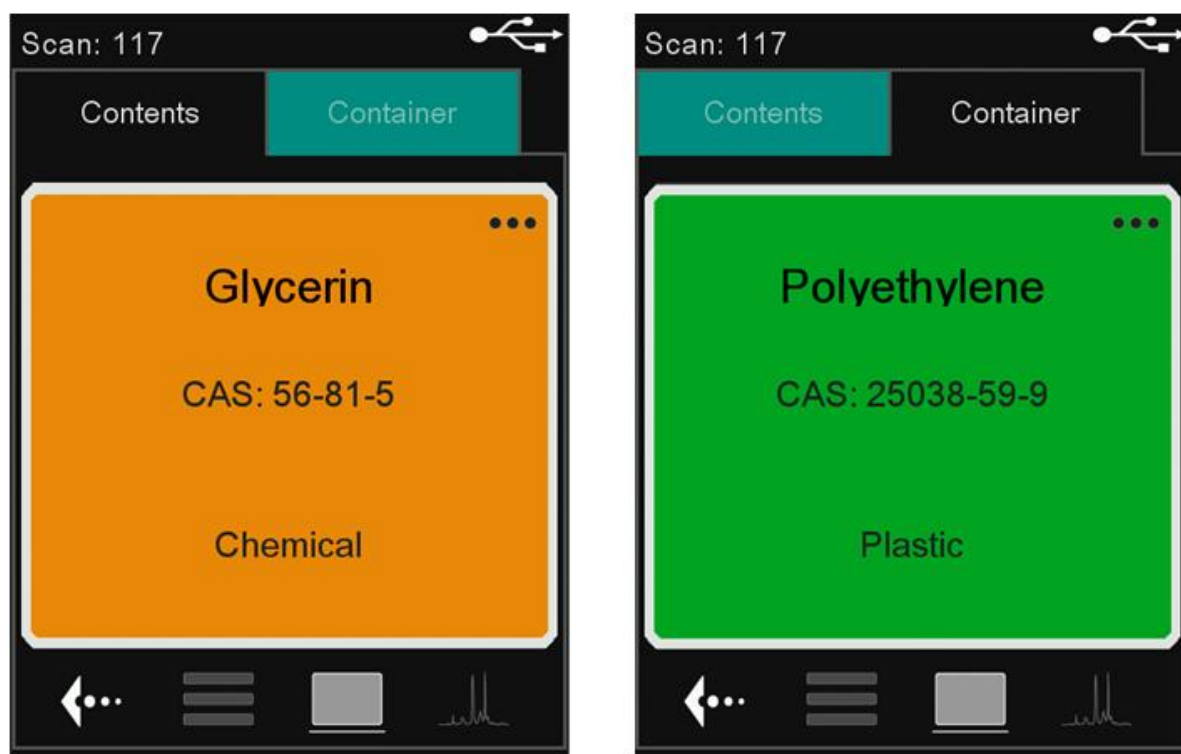 Scan: 117
Contents
Container
Glycerin
CAS: 56-81-5
Chemical
Scan: 117
Contents
Container
Polyethylene
CAS: 25038-59-9
Plastic